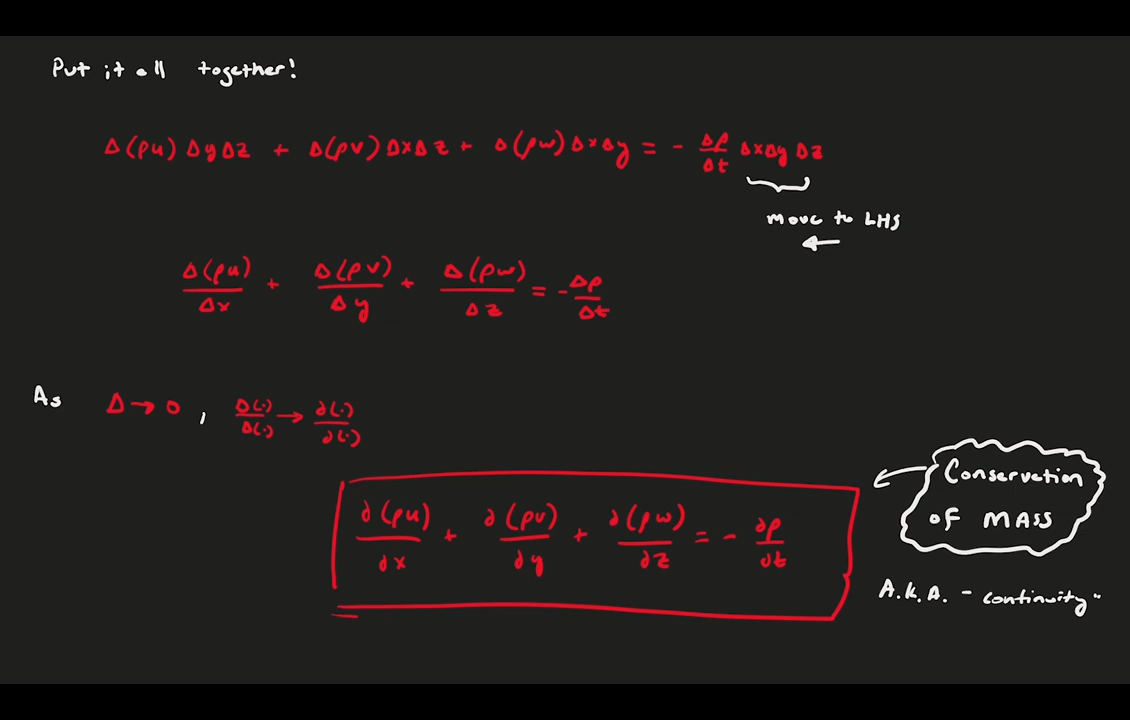 Put it all together!
Δ(ρu) ΔyΔz + Δ(ρv) ΔxΔz + Δ(ρw) ΔxΔy = - Δρ/Δt ΔxΔyΔz
move to LHS
←
Δ(ρu)/Δx + Δ(ρv)/Δy + Δ(ρw)/Δz = - Δρ/Δt
As Δ → 0 , Δ(·)/Δ(·) → ∂(·)/∂(·)
Conservation
OF MASS
∂(ρu)/∂x + ∂(ρv)/∂y + ∂(ρw)/∂z = - ∂ρ/∂t
A.K.A. - continuity"